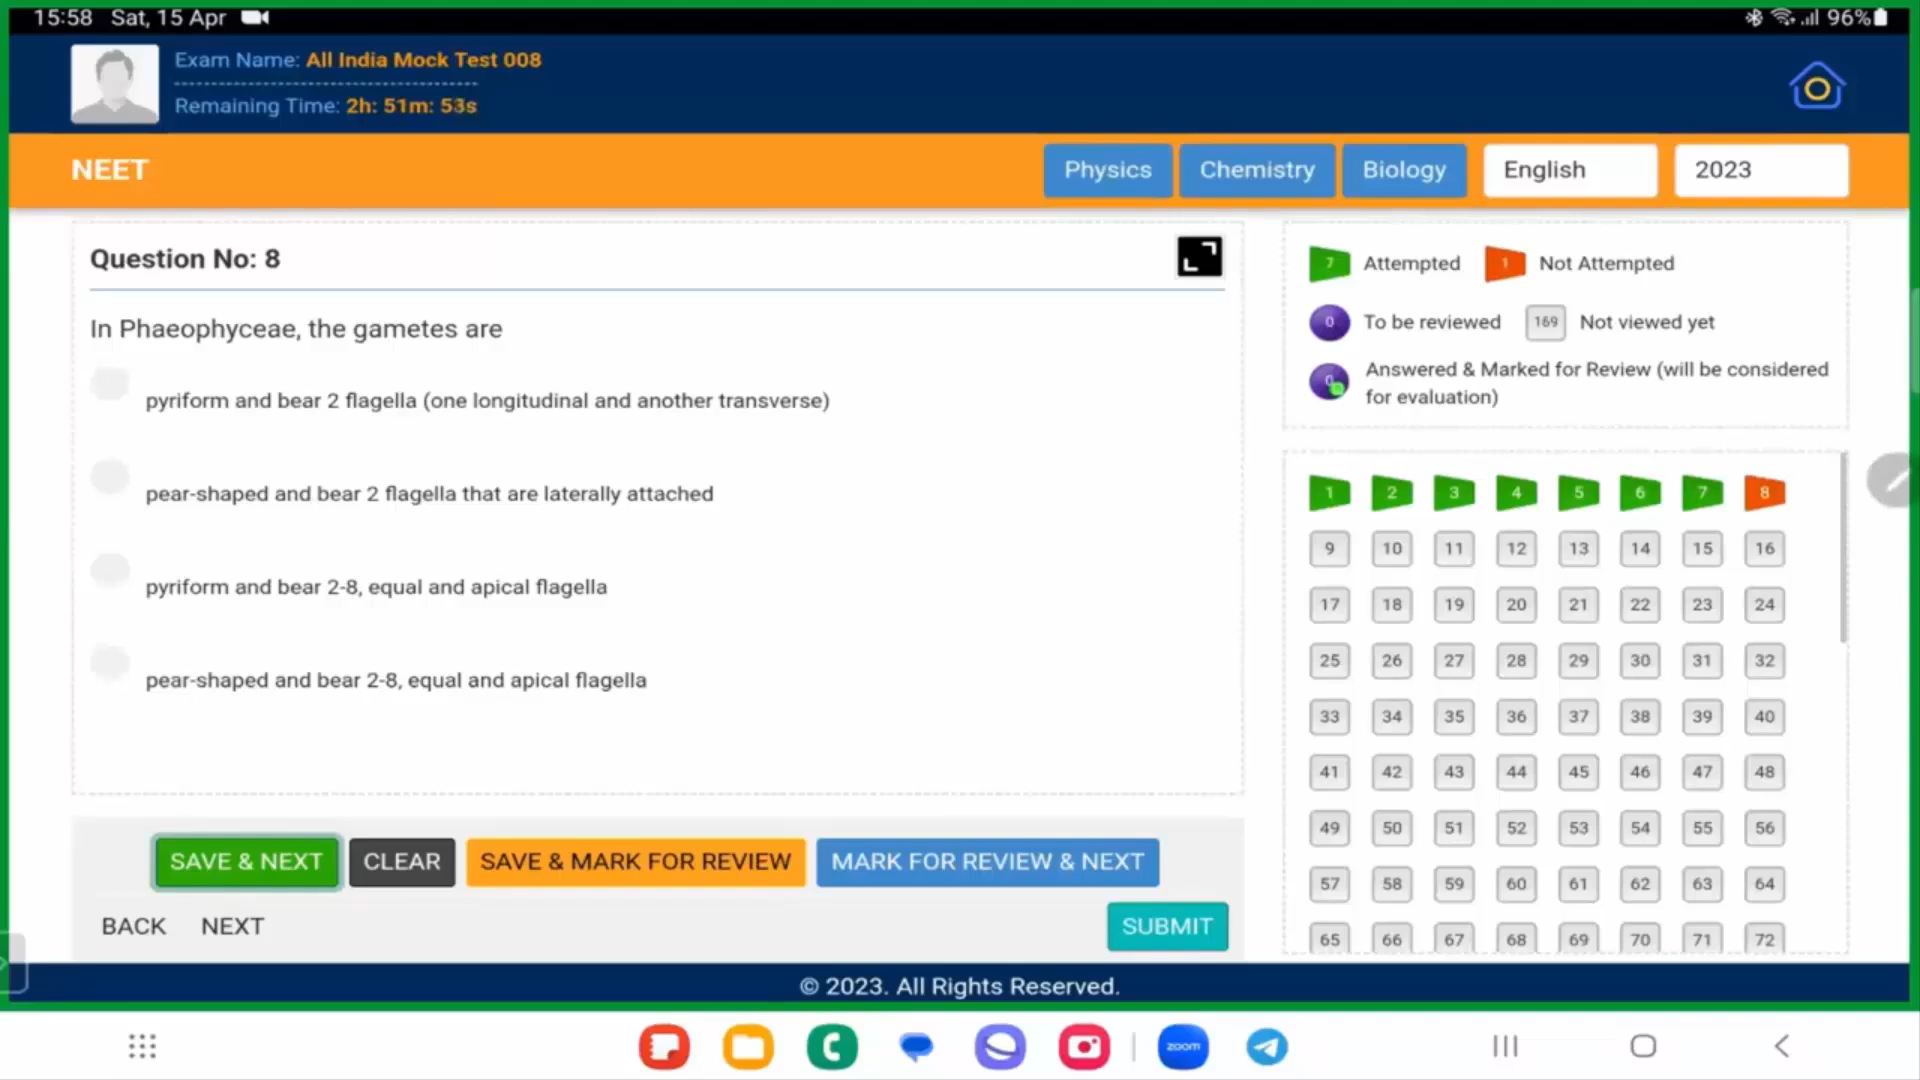 15:58 Sat, 15 Apr 96%
Exam Name: All India Mock Test 008
Remaining Time: 2h: 51m: 53s
NEET Physics Chemistry Biology English 2023
Question No: 8
In Phaeophyceae, the gametes are
pyriform and bear 2 flagella (one longitudinal and another transverse)
pear-shaped and bear 2 flagella that are laterally attached
pyriform and bear 2-8, equal and apical flagella
pear-shaped and bear 2-8, equal and apical flagella
SAVE & NEXT CLEAR SAVE & MARK FOR REVIEW MARK FOR REVIEW & NEXT
BACK NEXT SUBMIT
7 Attempted 1 Not Attempted
0 To be reviewed 169 Not viewed yet
0 Answered & Marked for Review (will be considered
for evaluation)
1 2 3 4 5 6 7 8
9 10 11 12 13 14 15 16
17 18 19 20 21 22 23 24
25 26 27 28 29 30 31 32
33 34 35 36 37 38 39 40
41 42 43 44 45 46 47 48
49 50 51 52 53 54 55 56
57 58 59 60 61 62 63 64
65 66 67 68 69 70 71 72
© 2023. All Rights Reserved.
zoom